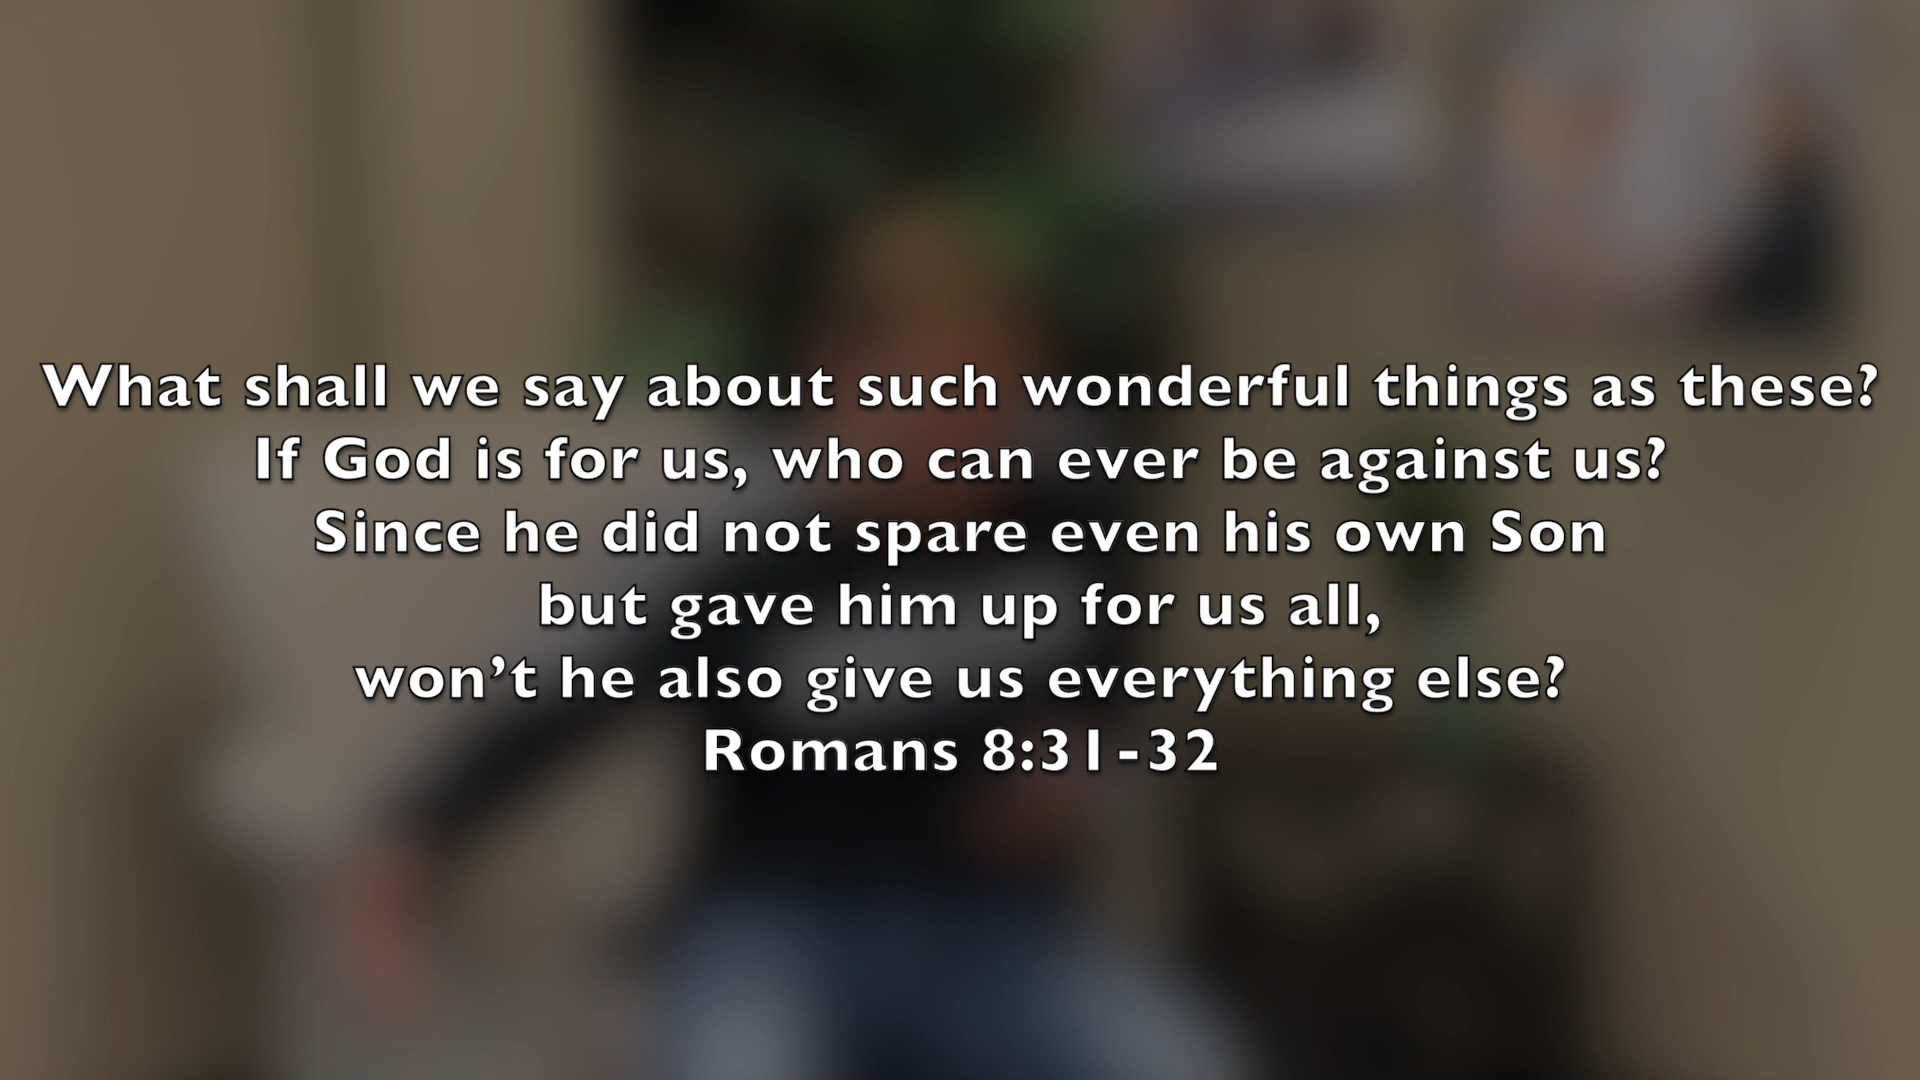 What shall we say about such wonderful things as these?
If God is for us, who can ever be against us?
Since he did not spare even his own Son
but gave him up for us all,
won’t he also give us everything else?
Romans 8:31-32